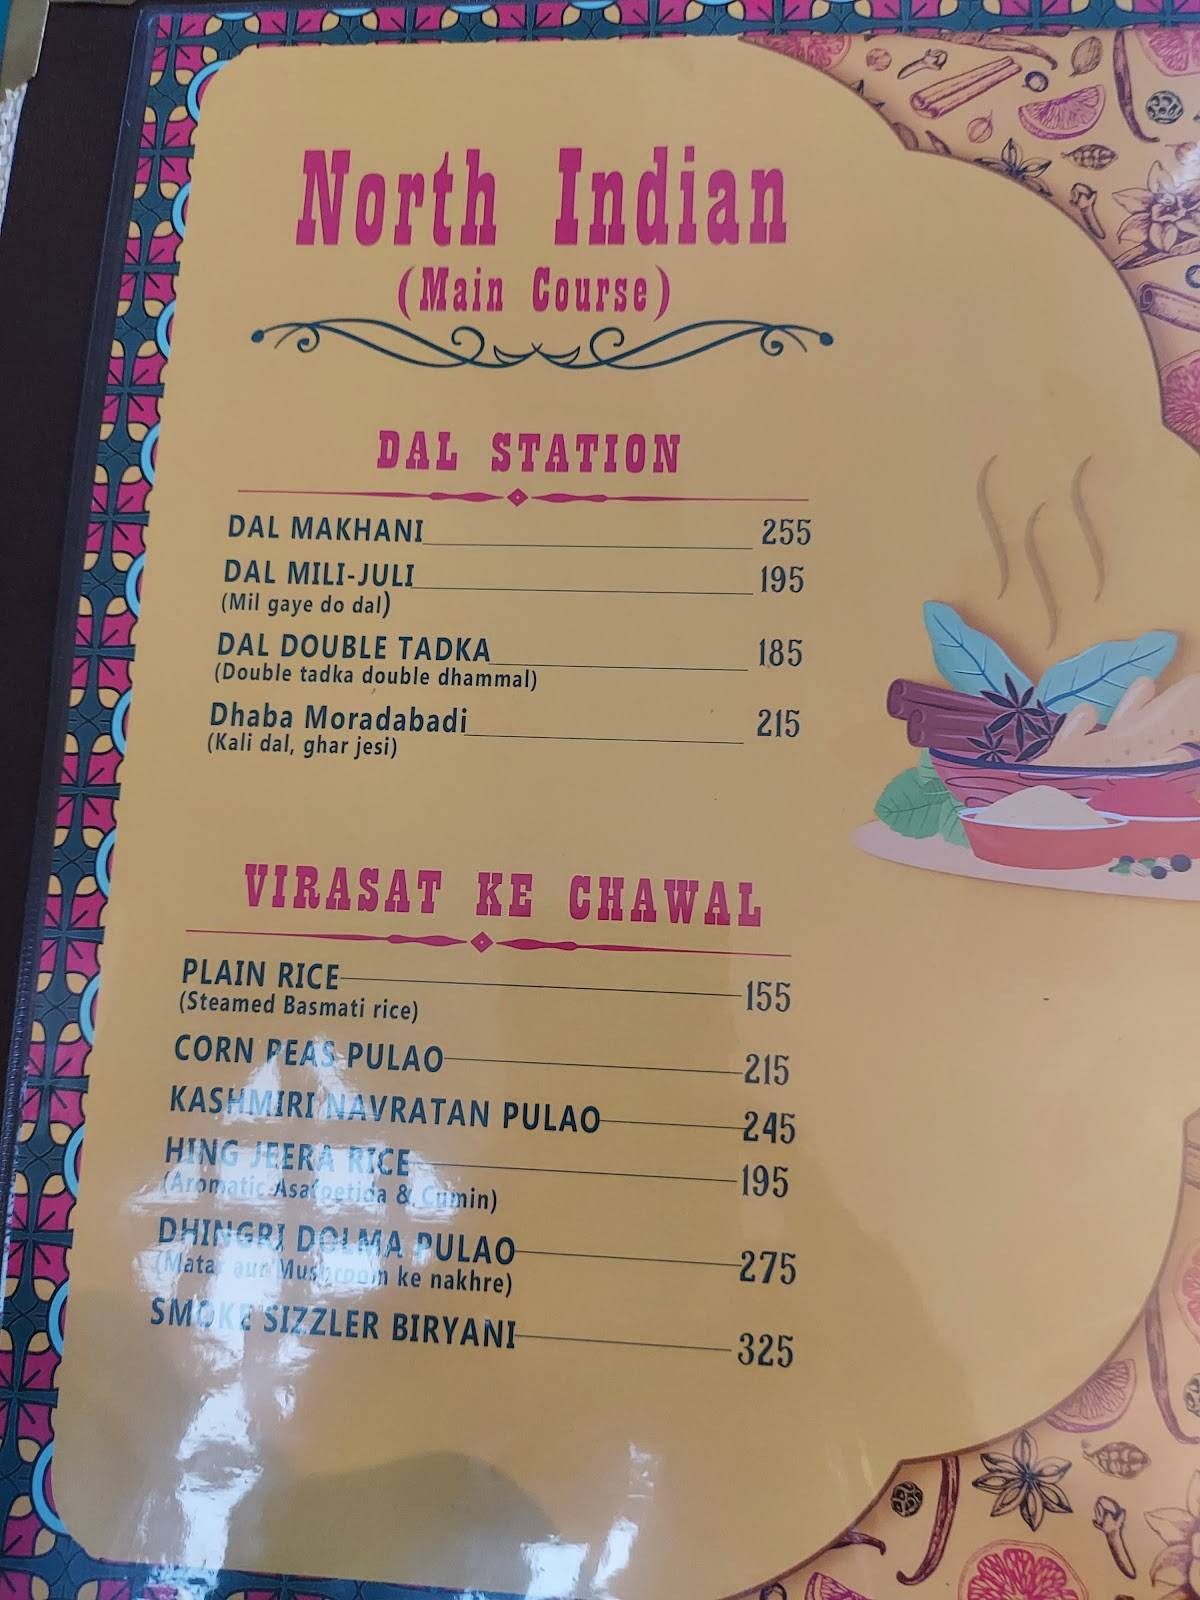 North Indian
(Main Course)
DAL STATION
DAL MAKHANI 255
DAL MILI-JULI 195
(Mil gaye do dal)
DAL DOUBLE TADKA 185
(Double tadka double dhammal)
Dhaba Moradabadi 215
(Kali dal, ghar jesi)
VIRASAT KE CHAWAL
PLAIN RICE 155
(Steamed Basmati rice)
CORN PEAS PULAO 215
KASHMIRI NAVRATAN PULAO 245
HING JEERA RICE 195
(Aromatic Asafoetida & Cumin)
DHINGRI DOLMA PULAO 275
(Matar aur Mushroom ke nakhre)
SMOKE SIZZLER BIRYANI 325